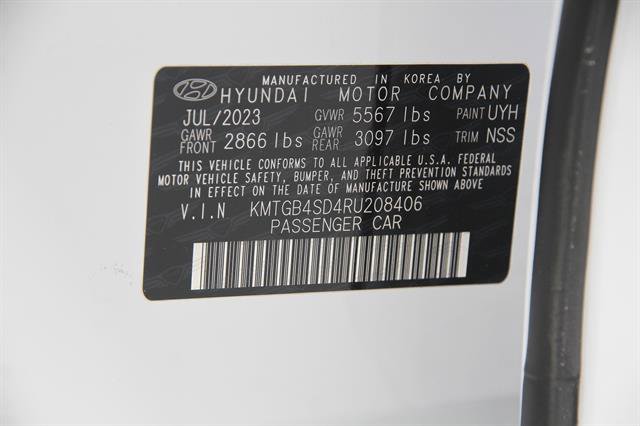 MANUFACTURED IN KOREA BY
HYUNDAI MOTOR COMPANY
JUL/2023 GVWR 5567 lbs PAINT UYH
GAWR FRONT 2866 lbs GAWR REAR 3097 lbs TRIM NSS
THIS VEHICLE CONFORMS TO ALL APPLICABLE U.S.A. FEDERAL
MOTOR VEHICLE SAFETY, BUMPER, AND THEFT PREVENTION STANDARDS
IN EFFECT ON THE DATE OF MANUFACTURE SHOWN ABOVE.
V.I.N KMTGB4SD4RU208406
PASSENGER CAR